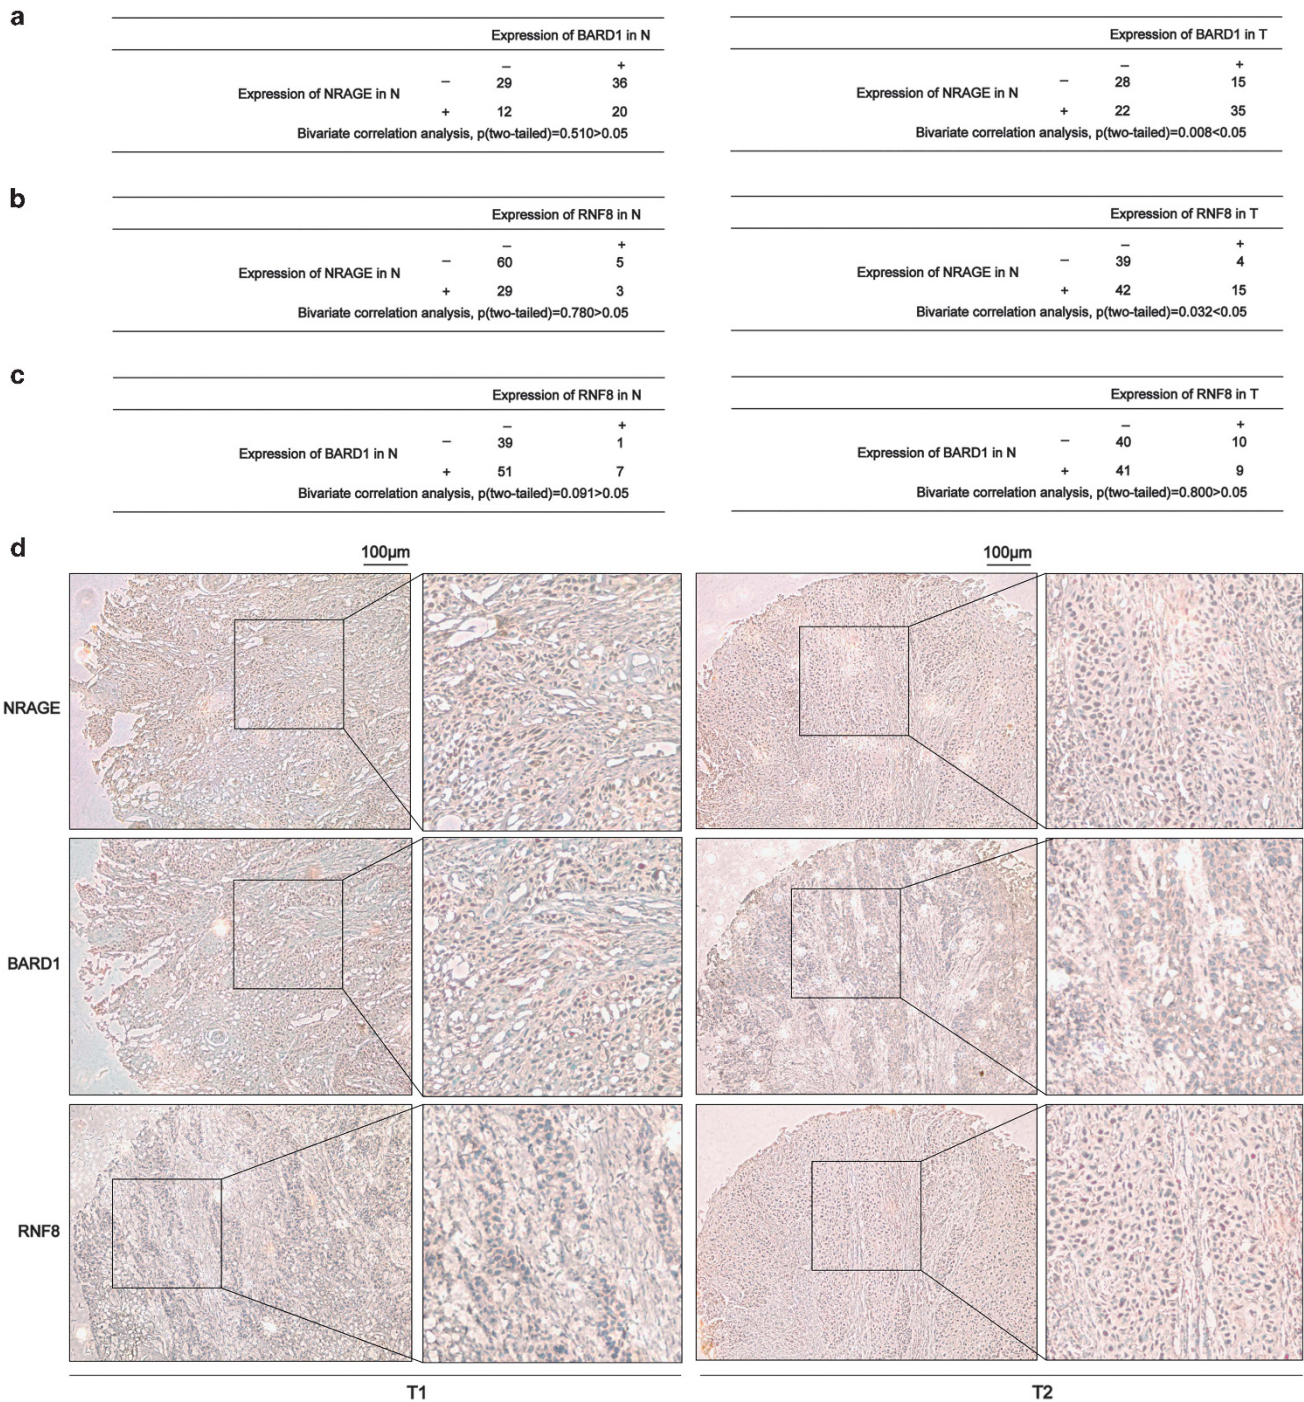 a
Expression of BARD1 in N
− +
Expression of NRAGE in N
− 29 36
+ 12 20
Bivariate correlation analysis, p(two-tailed)=0.510>0.05
Expression of BARD1 in T
− +
Expression of NRAGE in N
− 28 15
+ 22 35
Bivariate correlation analysis, p(two-tailed)=0.008<0.05
b
Expression of RNF8 in N
− +
Expression of NRAGE in N
− 60 5
+ 29 3
Bivariate correlation analysis, p(two-tailed)=0.780>0.05
Expression of RNF8 in T
− +
Expression of NRAGE in N
− 39 4
+ 42 15
Bivariate correlation analysis, p(two-tailed)=0.032<0.05
c
Expression of RNF8 in N
− +
Expression of BARD1 in N
− 39 1
+ 51 7
Bivariate correlation analysis, p(two-tailed)=0.091>0.05
Expression of RNF8 in T
− +
Expression of BARD1 in N
− 40 10
+ 41 9
Bivariate correlation analysis, p(two-tailed)=0.800>0.05
d
100μm
100μm
NRAGE
BARD1
RNF8
T1
T2